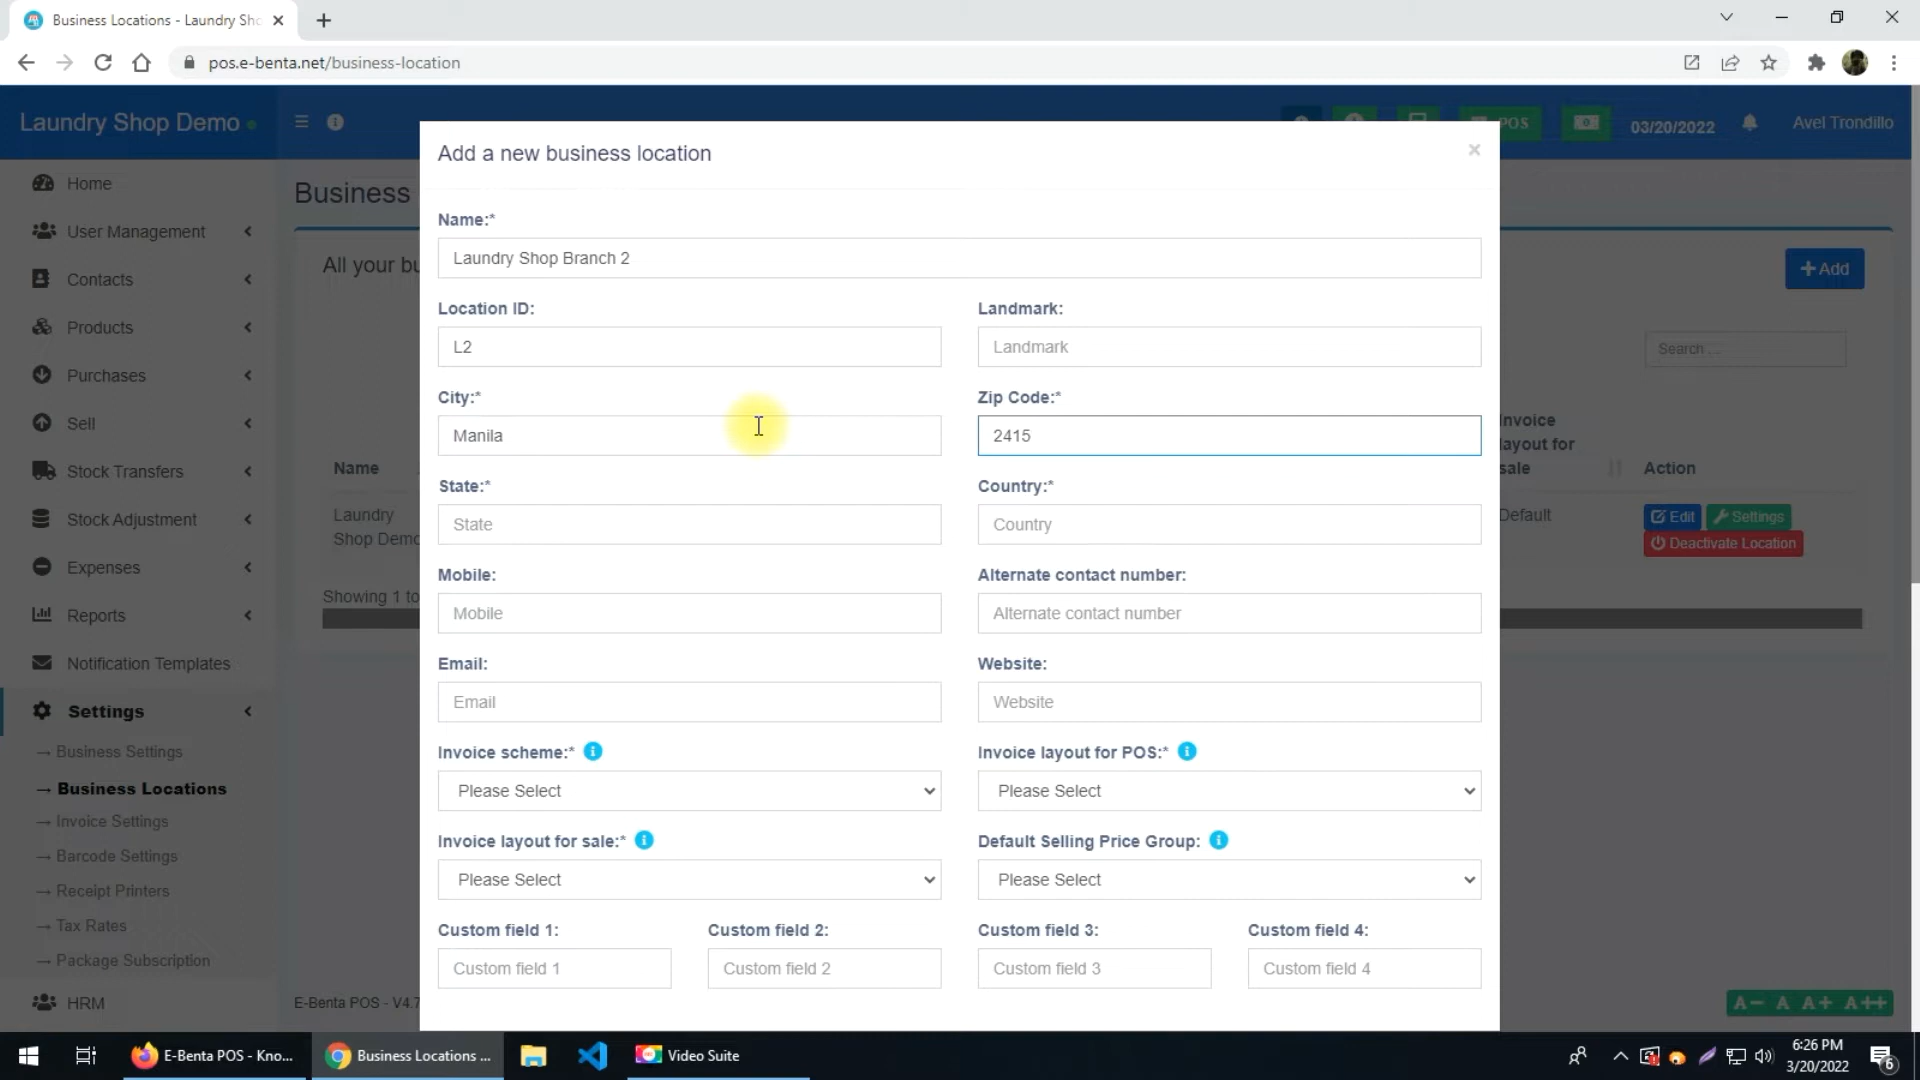 Business Locations - Laundry Sho
pos.e-benta.net/business-location
Laundry Shop Demo
POS
03/20/2022
Avel Trondillo
Home
User Management
Contacts
Products
Purchases
Sell
Stock Transfers
Stock Adjustment
Expenses
Reports
Notification Templates
Settings
→ Business Settings
→ Business Locations
→ Invoice Settings
→ Barcode Settings
→ Receipt Printers
→ Tax Rates
→ Package Subscription
HRM
Business
All your bu
+ Add
Search ...
Name
Invoice
layout for
sale
Action
Laundry
Shop Demo
Default
Edit
Settings
Deactivate Location
Showing 1 to
E-Benta POS - V4.7
A- A A+ A++
Add a new business location
×
Name:*
Laundry Shop Branch 2
Location ID:
Landmark:
L2
Landmark
City:*
Zip Code:*
Manila
2415
State:*
Country:*
State
Country
Mobile:
Alternate contact number:
Mobile
Alternate contact number
Email:
Website:
Email
Website
Invoice scheme:*
Invoice layout for POS:*
Please Select
Please Select
Invoice layout for sale:*
Default Selling Price Group:
Please Select
Please Select
Custom field 1:
Custom field 2:
Custom field 3:
Custom field 4:
Custom field 1
Custom field 2
Custom field 3
Custom field 4
E-Benta POS - Kno...
Business Locations ...
Video Suite
6:26 PM
3/20/2022
6